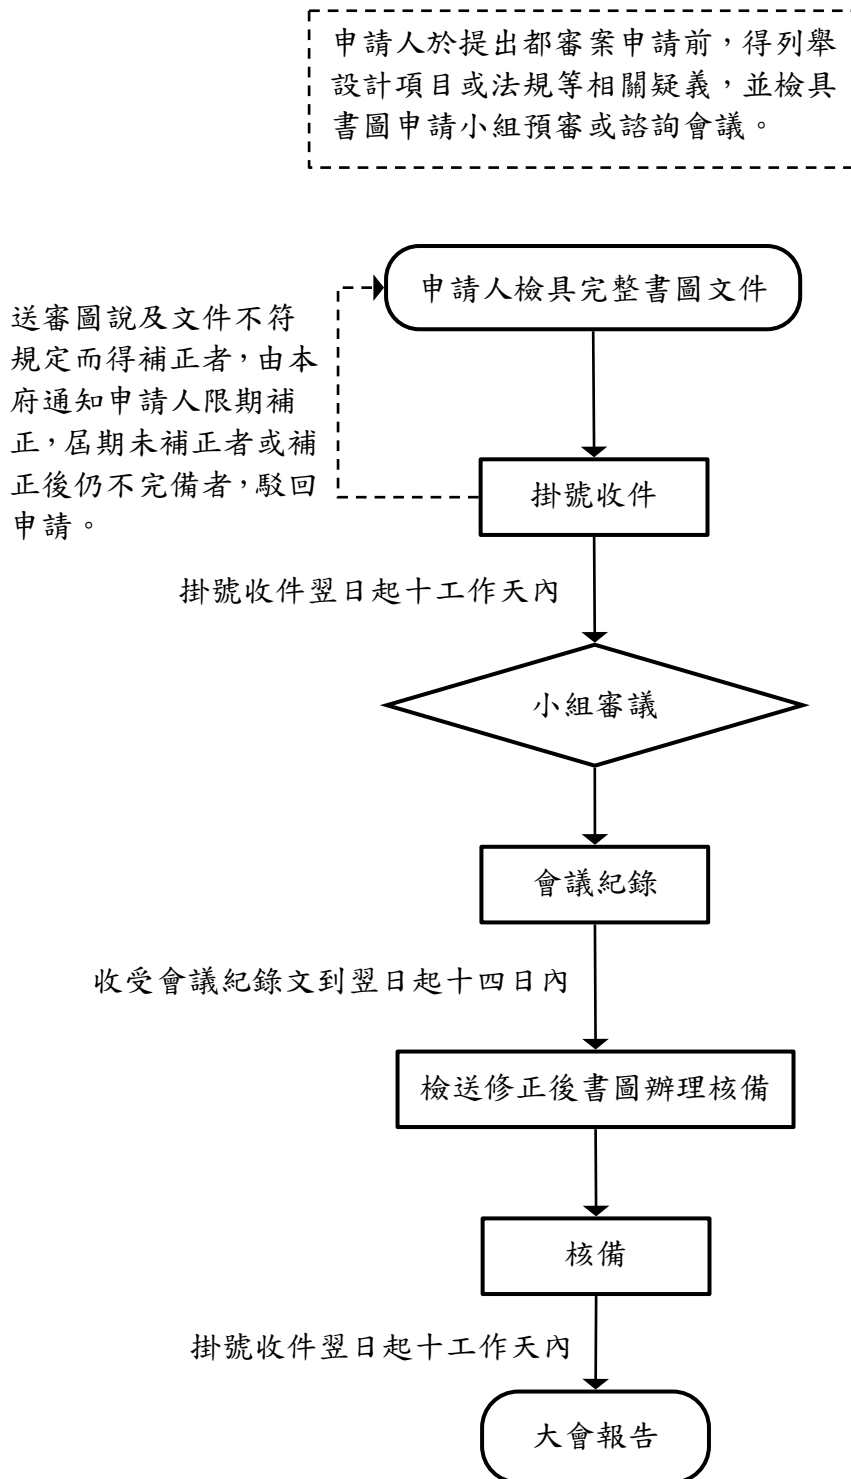 申請人於提出都審案申請前，得列舉
設計項目或法規等相關疑義，並檢具
書圖申請小組預審或諮詢會議。
申請人檢具完整書圖文件
送審圖說及文件不符
規定而得補正者，由本
府通知申請人限期補
正，屆期未補正者或補
正後仍不完備者，駁回
申請。
掛號收件
掛號收件翌日起十工作天內
小組審議
會議紀錄
收受會議紀錄文到翌日起十四日內
檢送修正後書圖辦理核備
核備
掛號收件翌日起十工作天內
大會報告